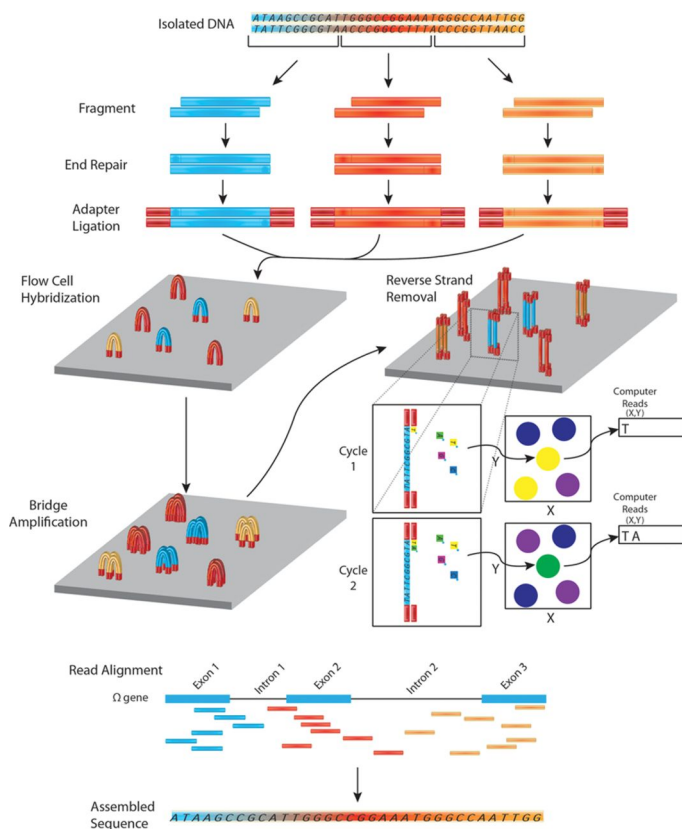 Isolated DNA
ATAAGCCGCATTGGGCCGGAAATGGGCCAATTGG
TATTCGGCGTAACCCGGCCTTTACCCGGTTAACC
Fragment
End Repair
Adapter
Ligation
Flow Cell
Hybridization
Reverse Strand
Removal
Computer
Reads
(X,Y)
T
Cycle
1
Y
X
Bridge
Amplification
Computer
Reads
(X,Y)
T A
Cycle
2
Y
X
Read Alignment
Exon 1
Intron 1
Exon 2
Intron 2
Exon 3
Ω gene
Assembled
Sequence
ATAAGCCGCATTGGGCCGGAAATGGGCCAATTGG